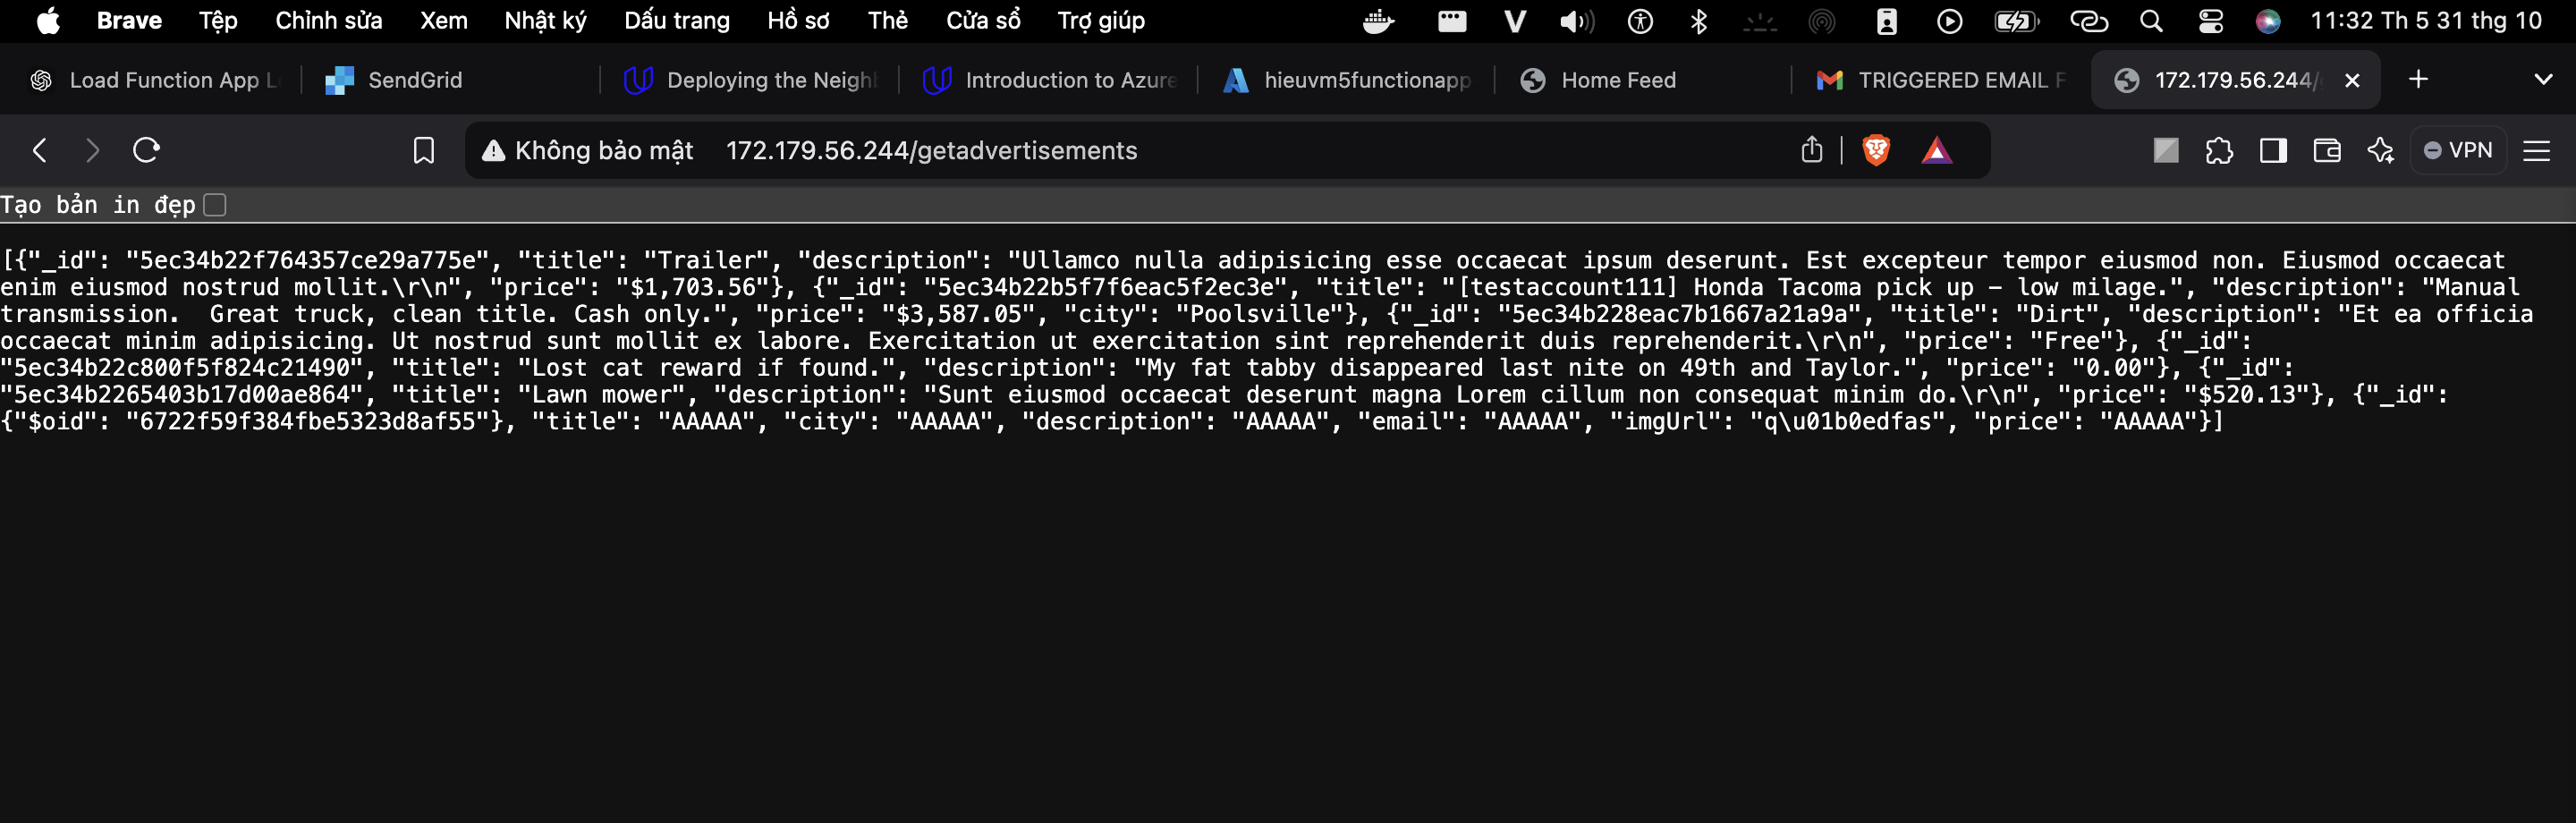 Brave Tệp Chỉnh sửa Xem Nhật ký Dấu trang Hồ sơ Thẻ Cửa sổ Trợ giúp 11:32 Th 5 31 thg 10
Load Function App L SendGrid Deploying the Neigh Introduction to Azure hieuvm5functionapp Home Feed TRIGGERED EMAIL F 172.179.56.244/
Không bảo mật 172.179.56.244/getadvertisements VPN
Tạo bản in đẹp
[{"_id": "5ec34b22f764357ce29a775e", "title": "Trailer", "description": "Ullamco nulla adipisicing esse occaecat ipsum deserunt. Est excepteur tempor eiusmod non. Eiusmod occaecat
enim eiusmod nostrud mollit.\r\n", "price": "$1,703.56"}, {"_id": "5ec34b22b5f7f6eac5f2ec3e", "title": "[testaccount111] Honda Tacoma pick up – low milage.", "description": "Manual
transmission.  Great truck, clean title. Cash only.", "price": "$3,587.05", "city": "Poolsville"}, {"_id": "5ec34b228eac7b1667a21a9a", "title": "Dirt", "description": "Et ea officia
occaecat minim adipisicing. Ut nostrud sunt mollit ex labore. Exercitation ut exercitation sint reprehenderit duis reprehenderit.\r\n", "price": "Free"}, {"_id":
"5ec34b22c800f5f824c21490", "title": "Lost cat reward if found.", "description": "My fat tabby disappeared last nite on 49th and Taylor.", "price": "0.00"}, {"_id":
"5ec34b2265403b17d00ae864", "title": "Lawn mower", "description": "Sunt eiusmod occaecat deserunt magna Lorem cillum non consequat minim do.\r\n", "price": "$520.13"}, {"_id":
{"$oid": "6722f59f384fbe5323d8af55"}, "title": "AAAAA", "city": "AAAAA", "description": "AAAAA", "email": "AAAAA", "imgUrl": "q\u01b0edfas", "price": "AAAAA"}]